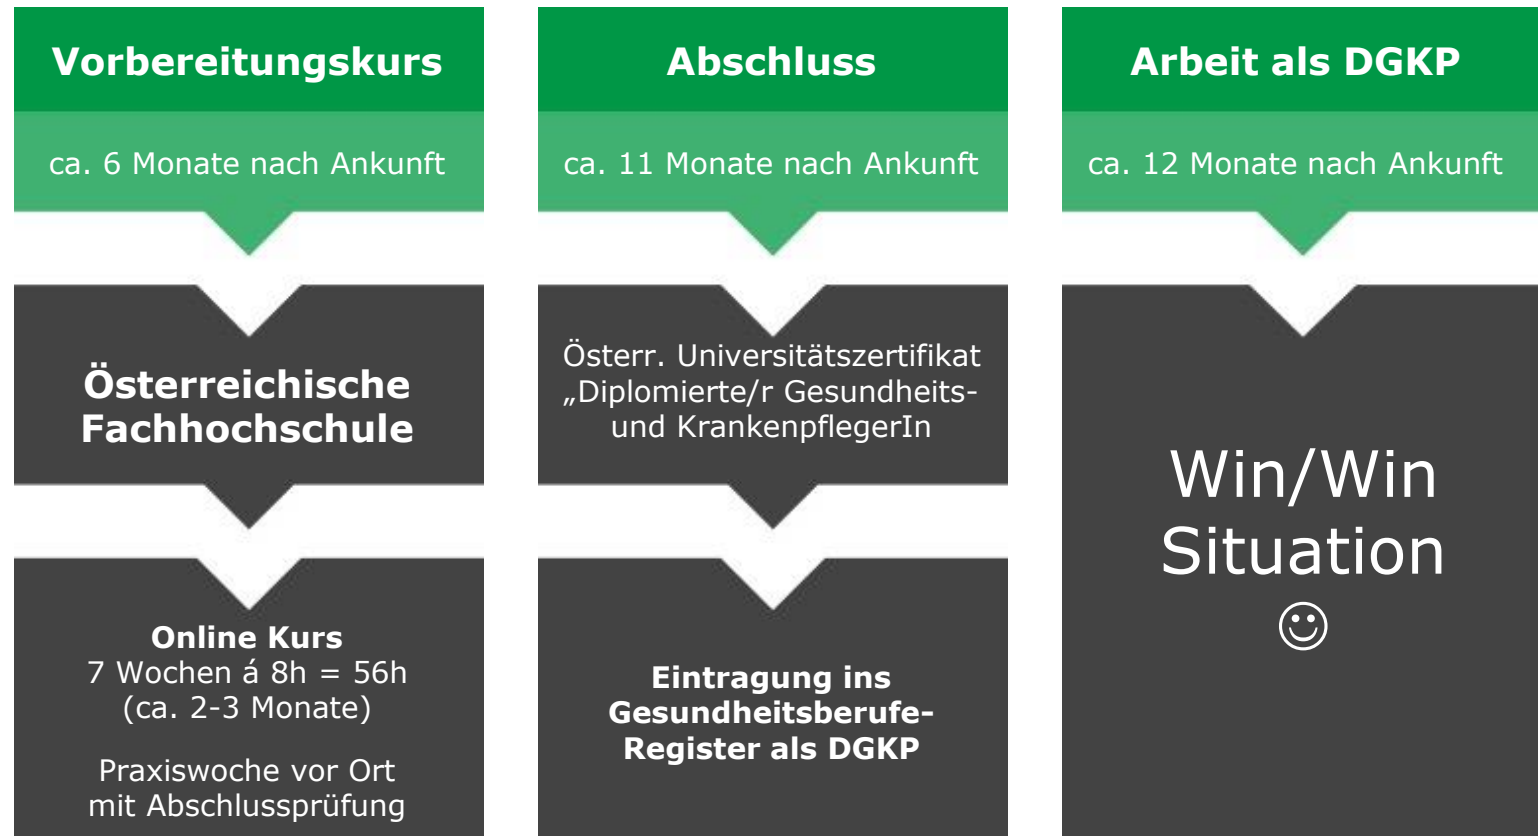 Vorbereitungskurs
ca. 6 Monate nach Ankunft
Österreichische
Fachhochschule
Online Kurs
7 Wochen á 8h = 56h
(ca. 2-3 Monate)
Praxiswoche vor Ort
mit Abschlussprüfung
Abschluss
ca. 11 Monate nach Ankunft
Österr. Universitätszertifikat
„Diplomierte/r Gesundheits-
und KrankenpflegerIn
Eintragung ins
Gesundheitsberufe-
Register als DGKP
Arbeit als DGKP
ca. 12 Monate nach Ankunft
Win/Win
Situation
☺